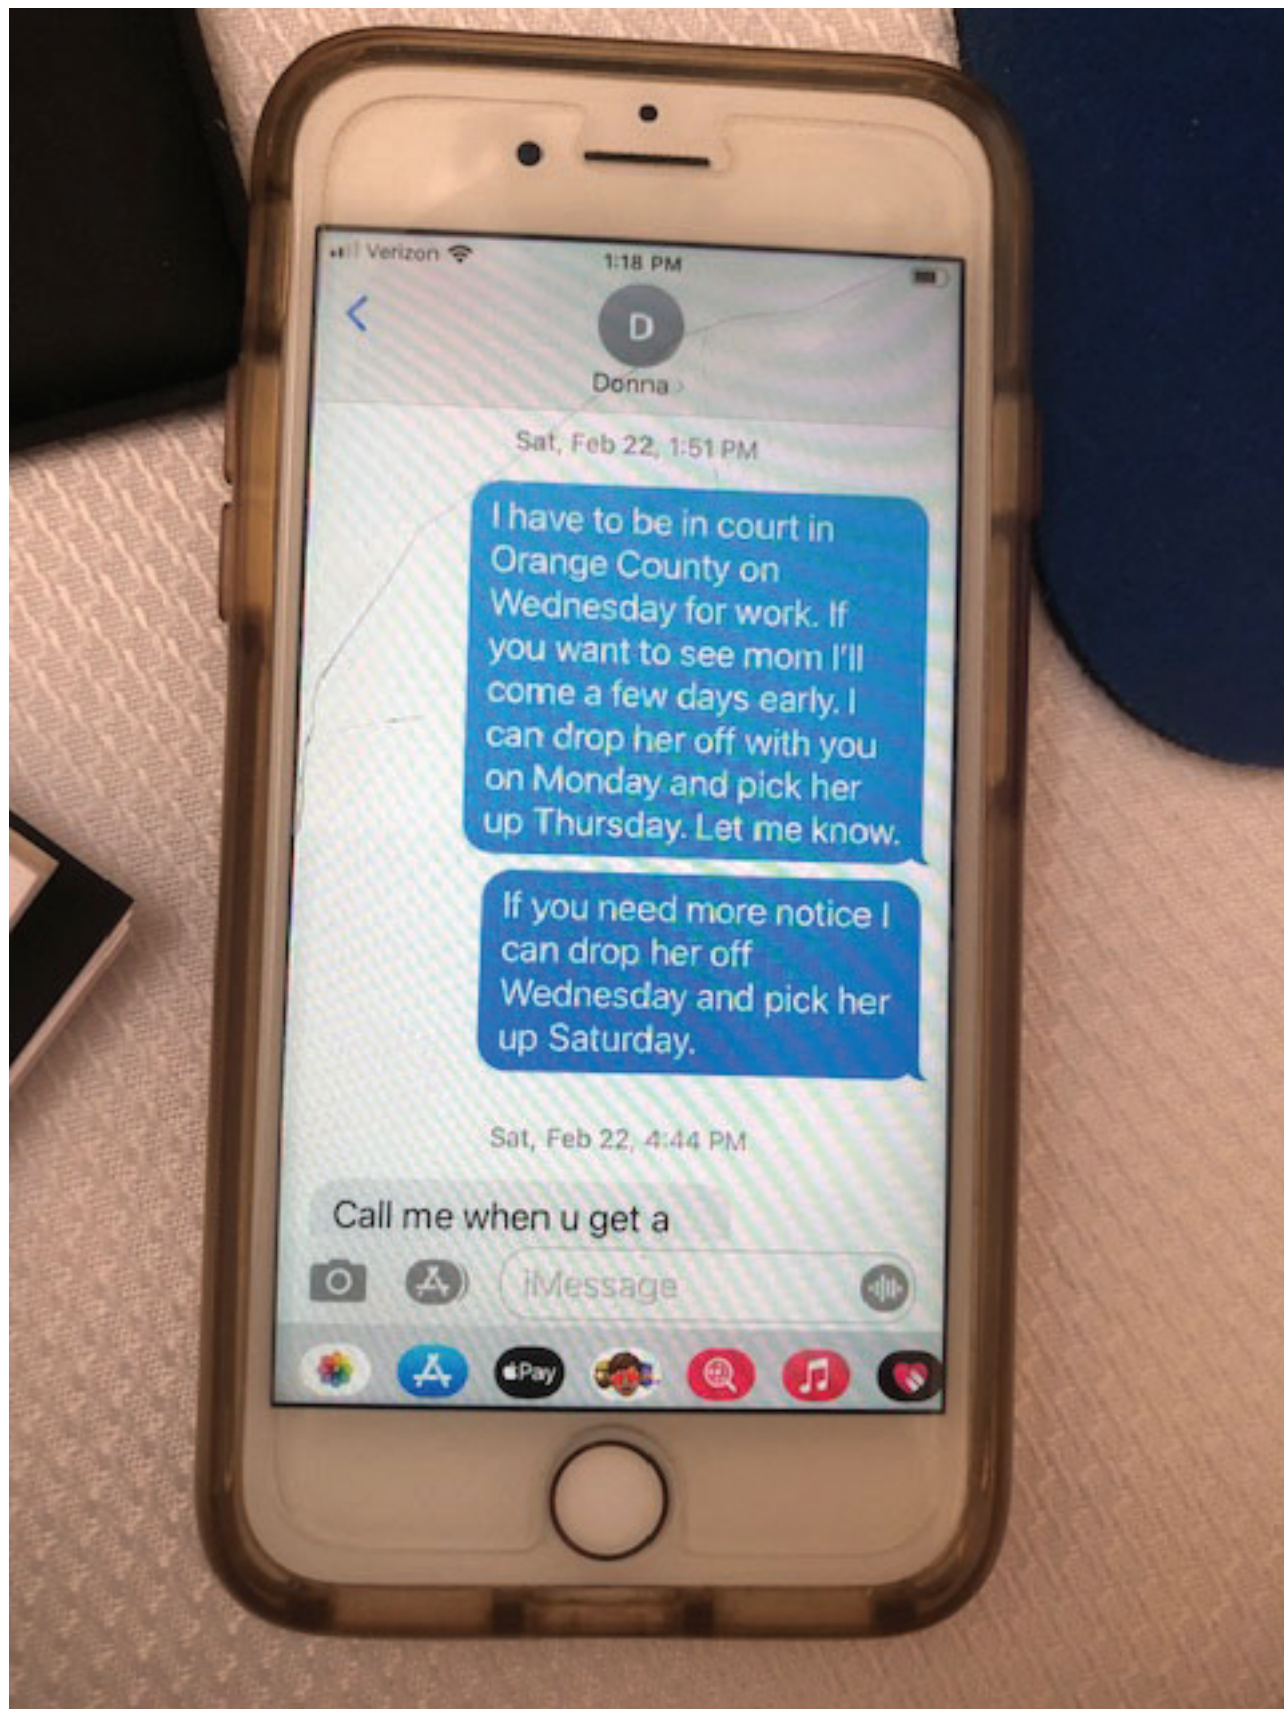 Verizon
1:18 PM
D
Donna
Sat, Feb 22, 1:51 PM
I have to be in court in
Orange County on
Wednesday for work. If
you want to see mom I'll
come a few days early. I
can drop her off with you
on Monday and pick her
up Thursday. Let me know.
If you need more notice I
can drop her off
Wednesday and pick her
up Saturday.
Sat, Feb 22, 4:44 PM
Call me when u get a
iMessage
Pay